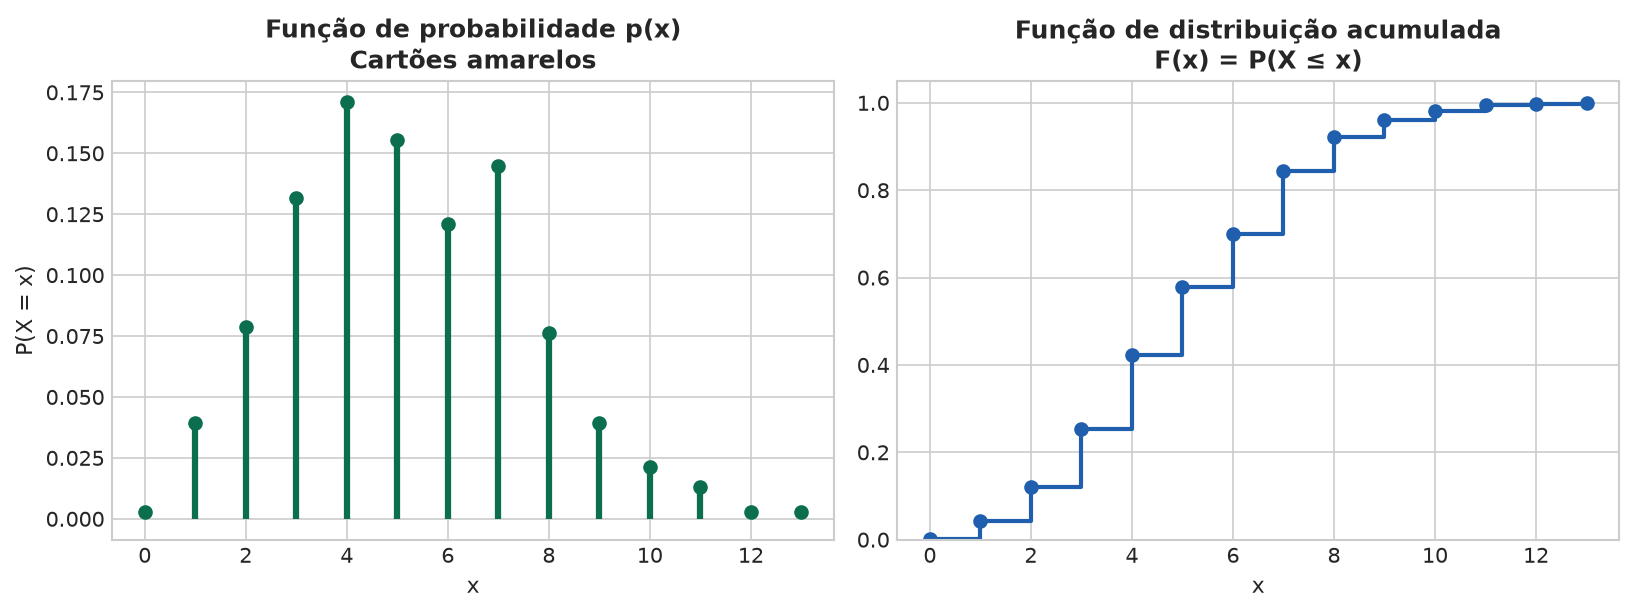 Função de probabilidade p(x)
Cartões amarelos
0.175
0.150
0.125
0.100
0.075
0.050
0.025
0.000
P(X = x)
0 2 4 6 8 10 12
x
Função de distribuição acumulada
F(x) = P(X ≤ x)
1.0
0.8
0.6
0.4
0.2
0.0
0 2 4 6 8 10 12
x